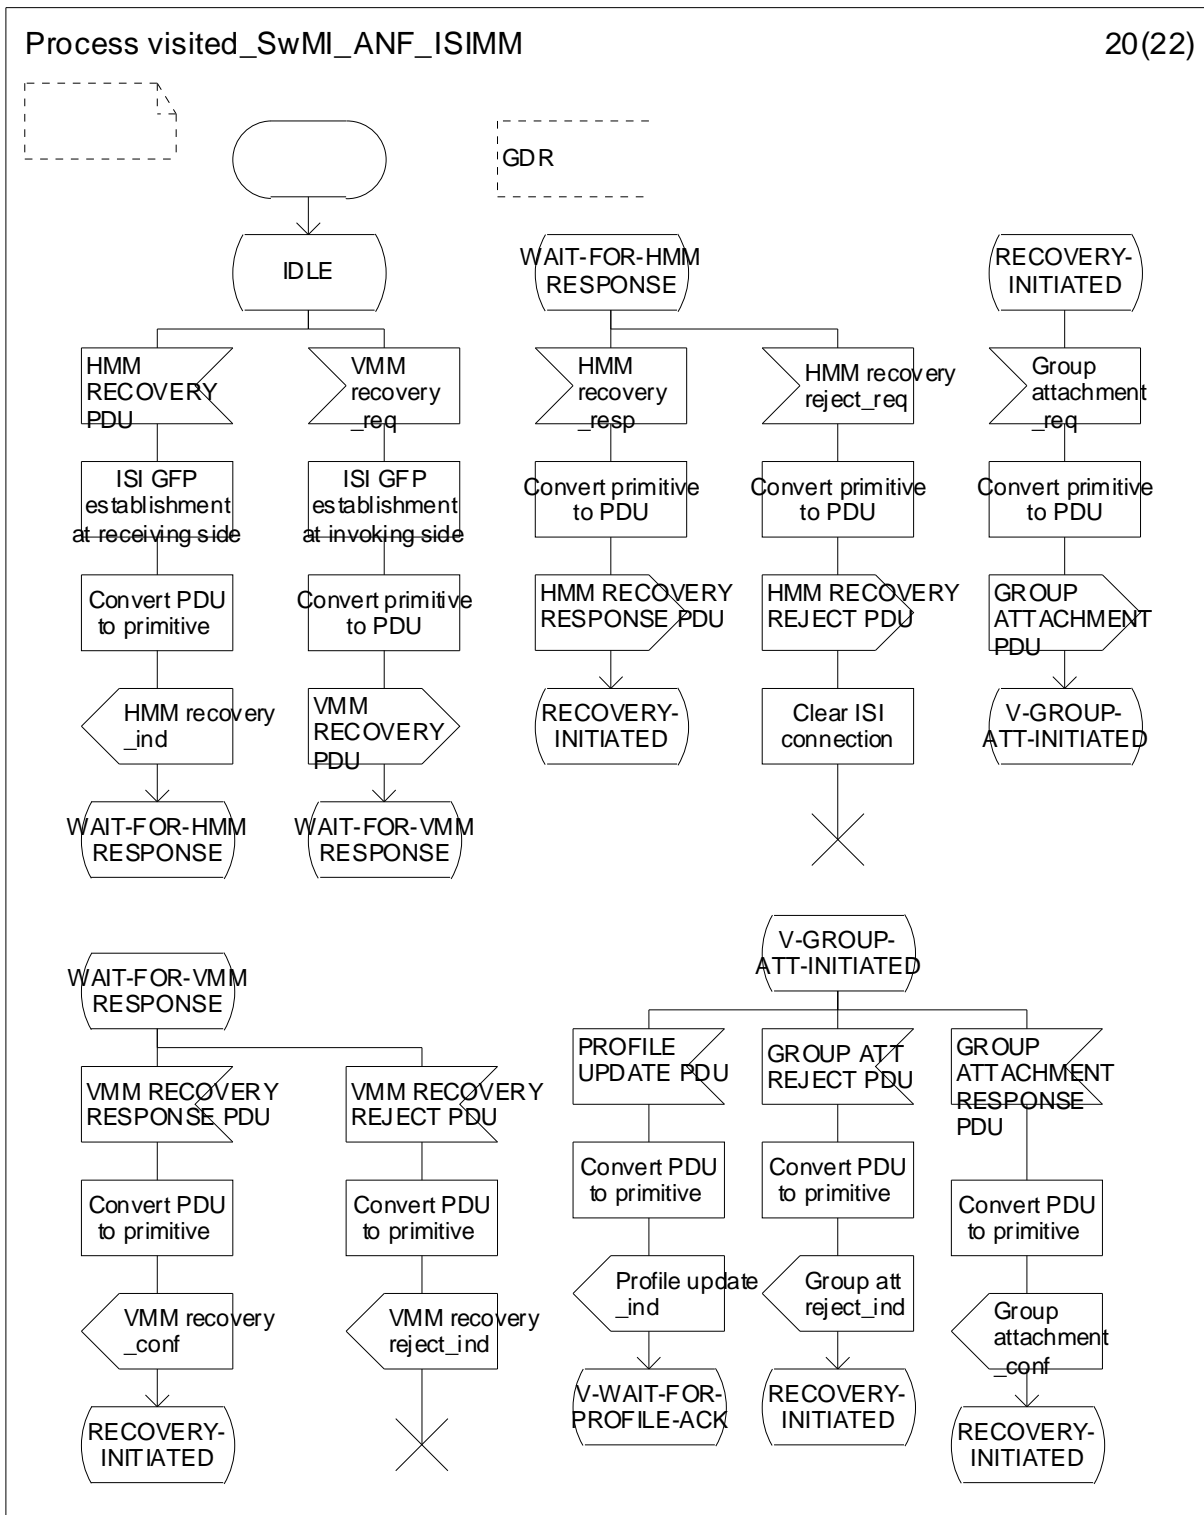 Process visited_SwMI_ANF_ISIMM
20(22)
GDR
IDLE
WAIT-FOR-HMM
RESPONSE
RECOVERY-
INITIATED
HMM
RECOVERY
PDU
VMM
recovery
_req
HMM
recovery
_resp
HMM recovery
reject_req
Group
attachment
_req
ISI GFP
establishment
at receiving side
ISI GFP
establishment
at invoking side
Convert primitive
to PDU
Convert primitive
to PDU
Convert primitive
to PDU
Convert PDU
to primitive
Convert primitive
to PDU
HMM RECOVERY
RESPONSE PDU
HMM RECOVERY
REJECT PDU
GROUP
ATTACHMENT
PDU
HMM recovery
_ind
VMM
RECOVERY
PDU
RECOVERY-
INITIATED
Clear ISI
connection
V-GROUP-
ATT-INITIATED
WAIT-FOR-HMM
RESPONSE
WAIT-FOR-VMM
RESPONSE
WAIT-FOR-VMM
RESPONSE
V-GROUP-
ATT-INITIATED
VMM RECOVERY
RESPONSE PDU
VMM RECOVERY
REJECT PDU
PROFILE
UPDATE PDU
GROUP ATT
REJECT PDU
GROUP
ATTACHMENT
RESPONSE
PDU
Convert PDU
to primitive
Convert PDU
to primitive
Convert PDU
to primitive
Convert PDU
to primitive
Convert PDU
to primitive
VMM recovery
_conf
VMM recovery
reject_ind
Profile update
_ind
Group att
reject_ind
Group
attachment
_conf
RECOVERY-
INITIATED
V-WAIT-FOR-
PROFILE-ACK
RECOVERY-
INITIATED
RECOVERY-
INITIATED